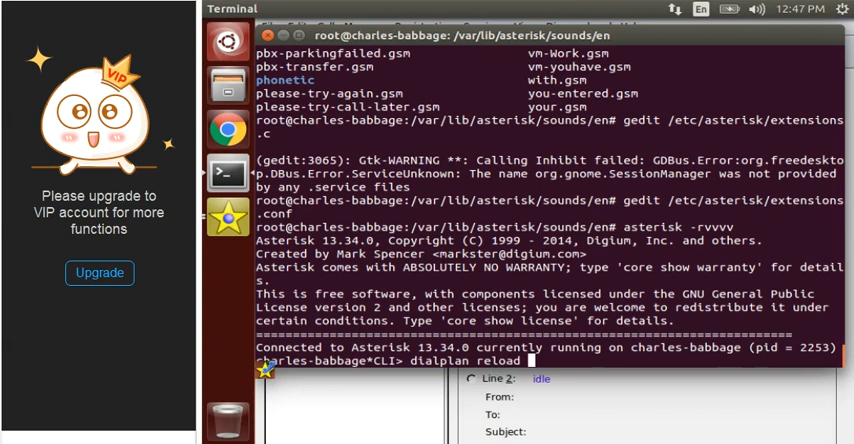 VIP
Please upgrade to
VIP account for more
functions
Upgrade
Terminal
En
12:47 PM
root@charles-babbage: /var/lib/asterisk/sounds/en
pbx-parkingfailed.gsm vm-Work.gsm
pbx-transfer.gsm vm-youhave.gsm
phonetic with.gsm
please-try-again.gsm you-entered.gsm
please-try-call-later.gsm your.gsm
root@charles-babbage:/var/lib/asterisk/sounds/en# gedit /etc/asterisk/extensions
.c
(gedit:3065): Gtk-WARNING **: Calling Inhibit failed: GDBus.Error:org.freedeskto
p.DBus.Error.ServiceUnknown: The name org.gnome.SessionManager was not provided
by any .service files
root@charles-babbage:/var/lib/asterisk/sounds/en# gedit /etc/asterisk/extensions
.conf
root@charles-babbage:/var/lib/asterisk/sounds/en# asterisk -rvvvv
Asterisk 13.34.0, Copyright (C) 1999 - 2014, Digium, Inc. and others.
Created by Mark Spencer <markster@digium.com>
Asterisk comes with ABSOLUTELY NO WARRANTY; type 'core show warranty' for detail
s.
This is free software, with components licensed under the GNU General Public
License version 2 and other licenses; you are welcome to redistribute it under
certain conditions. Type 'core show license' for details.
=========================================================================
Connected to Asterisk 13.34.0 currently running on charles-babbage (pid = 2253)
charles-babbage*CLI> dialplan reload
Line 2: idle
From:
To:
Subject: